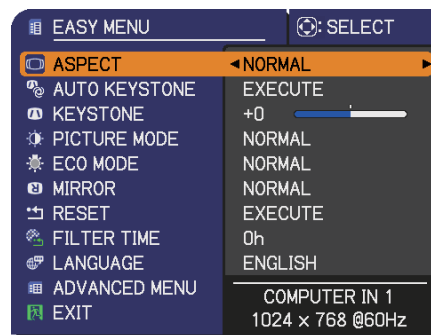 EASY MENU : SELECT
ASPECT NORMAL
AUTO KEYSTONE EXECUTE
KEYSTONE +0
PICTURE MODE NORMAL
ECO MODE NORMAL
MIRROR NORMAL
RESET EXECUTE
FILTER TIME 0h
LANGUAGE ENGLISH
ADVANCED MENU
EXIT
COMPUTER IN 1
1024 x 768 @60Hz